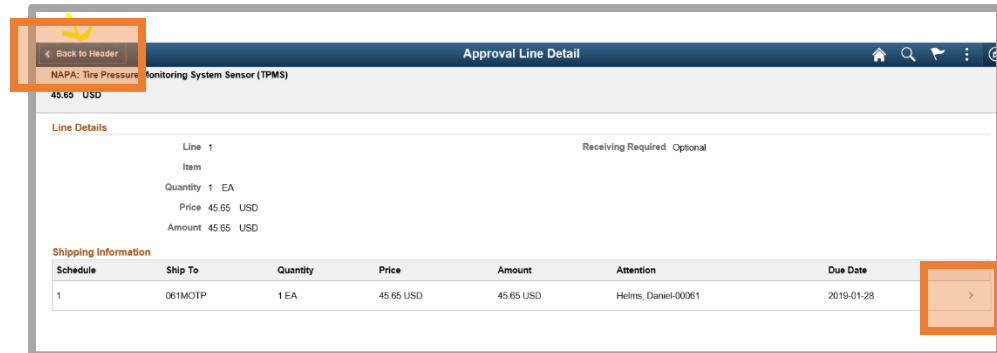 Back to Header
Approval Line Detail
NAPA: Tire Pressure Monitoring System Sensor (TPMS)
45.65 USD
Line Details
Line 1
Receiving Required Optional
Item
Quantity 1 EA
Price 45.65 USD
Amount 45.65 USD
Shipping Information
Schedule Ship To Quantity Price Amount Attention Due Date
1 061MOTP 1 EA 45.65 USD 45.65 USD Helms, Daniel-00061 2019-01-28